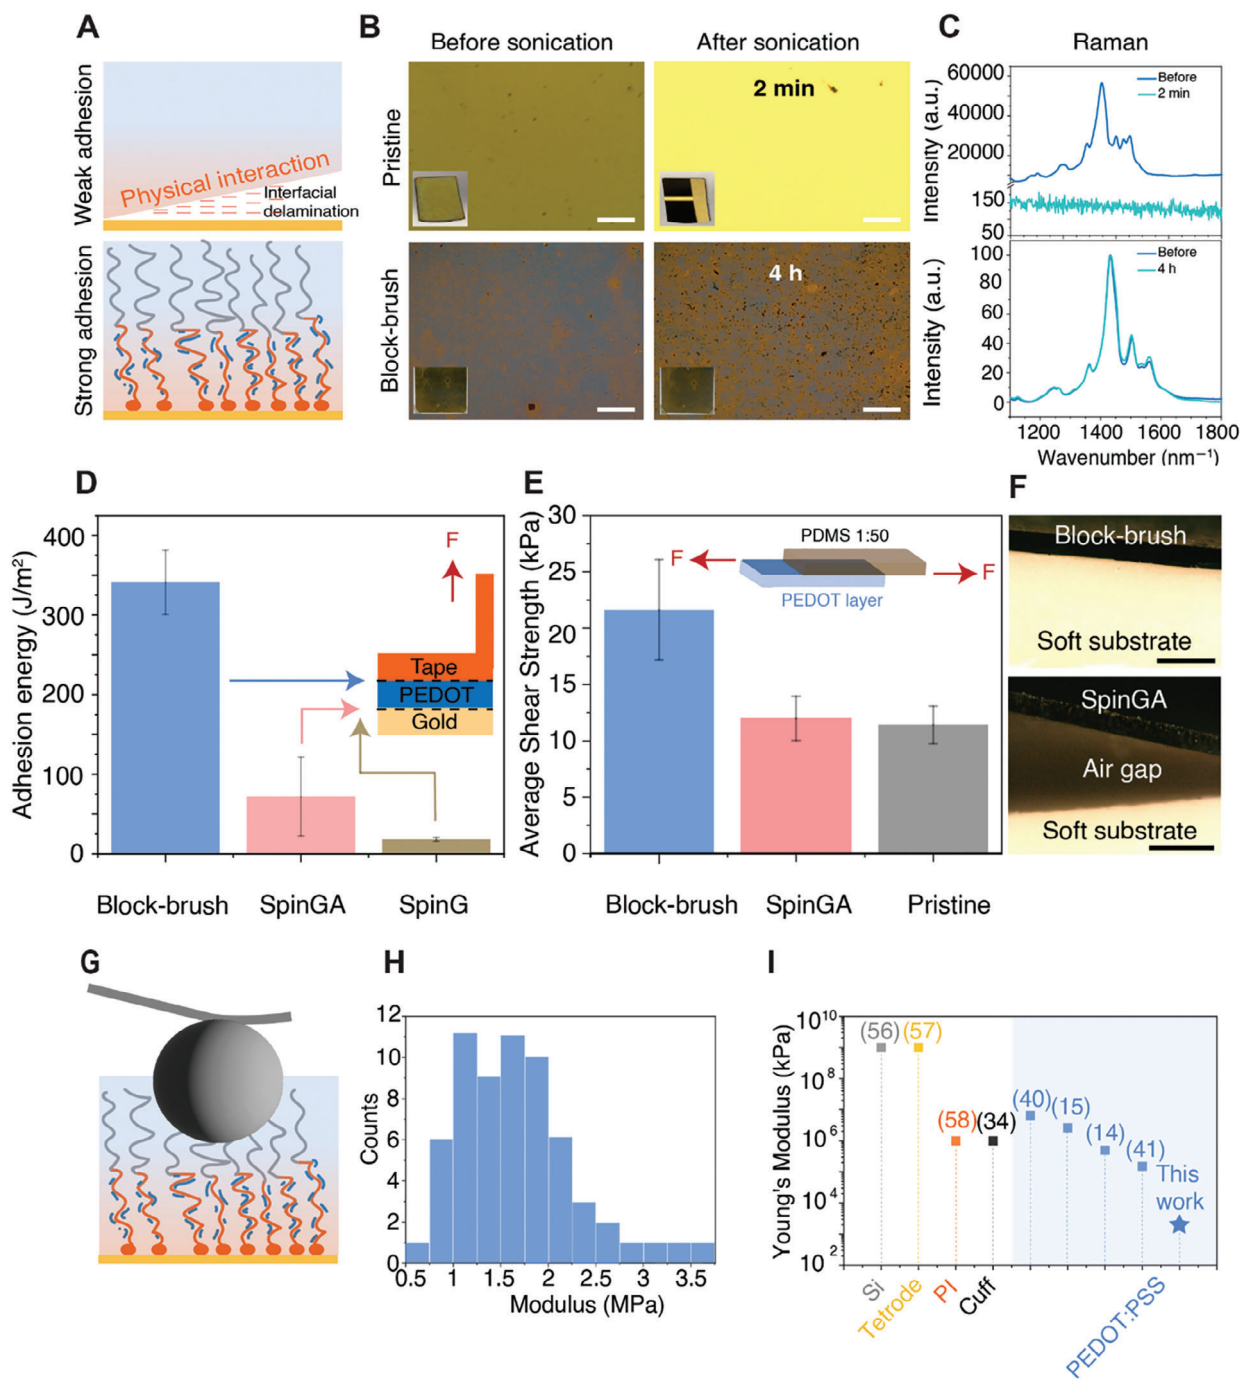 A
Weak adhesion
Physical interaction
Interfacial
delamination
Strong adhesion
B
Before sonication
After sonication
Pristine
2 min
Block-brush
4 h
C
Raman
Intensity (a.u.)
60000
40000
20000
150
50
Before
2 min
Intensity (a.u.)
100
80
60
40
20
0
Before
4 h
1200
1400
1600
1800
Wavenumber (nm⁻¹)
D
Adhesion energy (J/m²)
400
300
200
100
0
F
Tape
PEDOT
Gold
Block-brush
SpinGA
SpinG
E
Average Shear Strength (kPa)
30
25
20
15
10
5
0
PDMS 1:50
F
F
PEDOT layer
Block-brush
SpinGA
Pristine
F
Block-brush
Soft substrate
SpinGA
Air gap
Soft substrate
G
H
Counts
12
10
8
6
4
2
0
0.5
1
1.5
2
2.5
3
3.5
Modulus (MPa)
I
Young's Modulus (kPa)
10¹⁰
10⁸
10⁶
10⁴
10²
(56)
(57)
(58)
(34)
(40)
(15)
(14)
(41)
This
work
Si
Tetrode
PI
Cuff
PEDOT:PSS